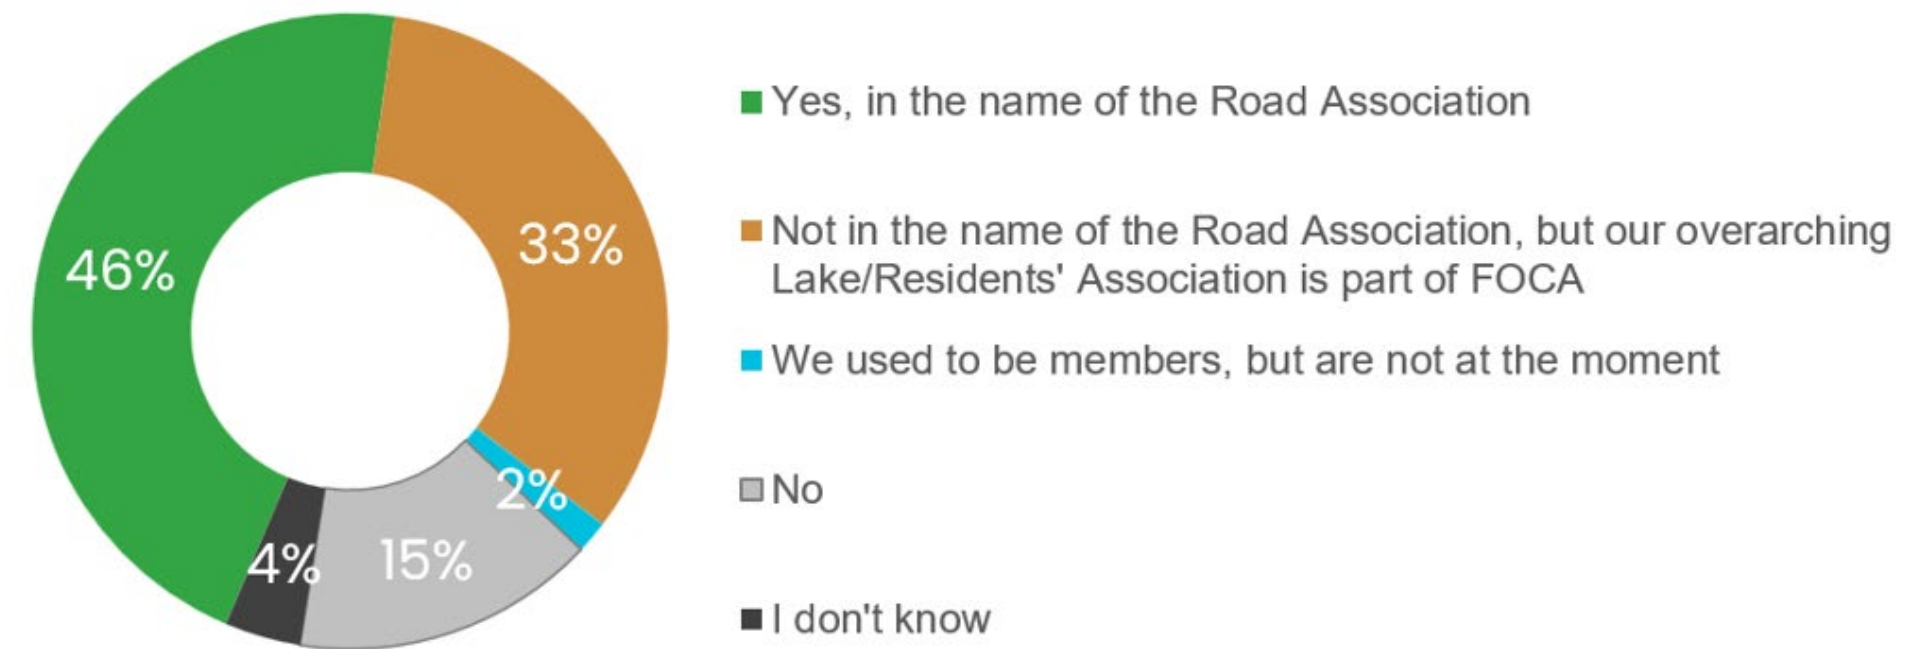 46%
33%
2%
15%
4%
Yes, in the name of the Road Association
Not in the name of the Road Association, but our overarching
Lake/Residents' Association is part of FOCA
We used to be members, but are not at the moment
No
I don't know